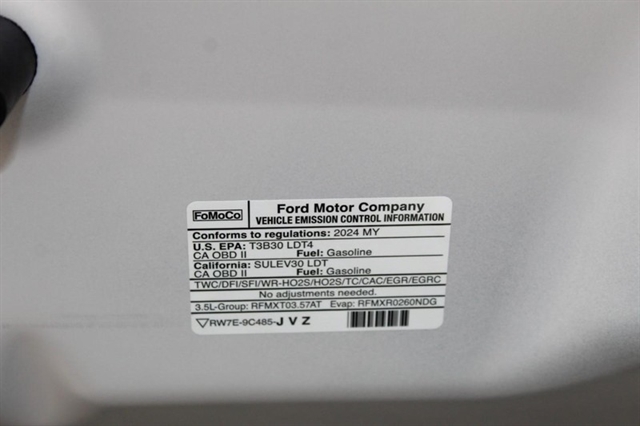 FoMoCo
Ford Motor Company
VEHICLE EMISSION CONTROL INFORMATION
Conforms to regulations: 2024 MY
U.S. EPA: T3B30 LDT4
CA OBD II Fuel: Gasoline
California: SULEV30 LDT
CA OBD II Fuel: Gasoline
TWC/DFI/SFI/WR-HO2S/HO2S/TC/CAC/EGR/EGRC
No adjustments needed.
3.5L-Group: RFMXT03.57AT Evap: RFMXR0260NDG
RW7E-9C485-J V Z